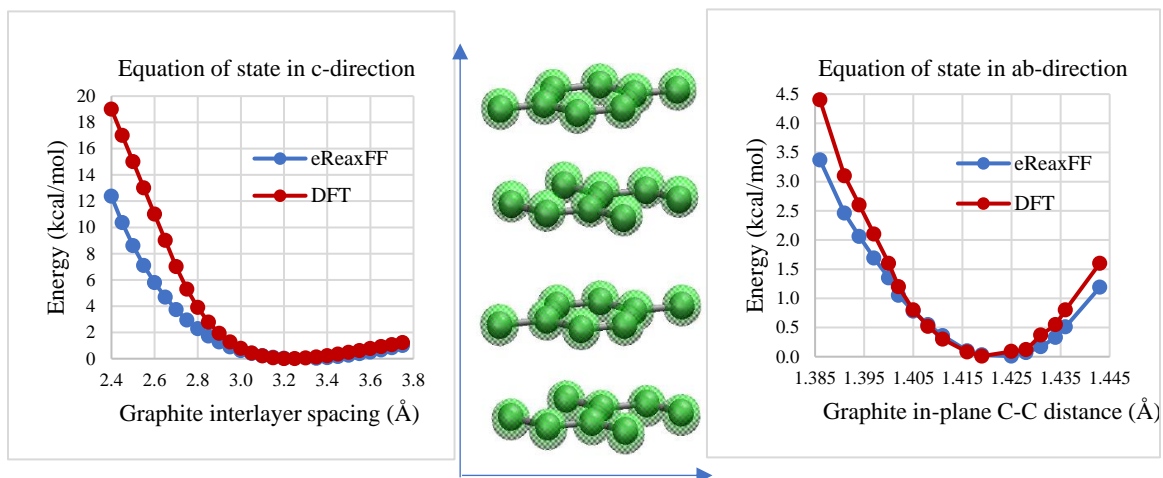 Equation of state in c-direction
Energy (kcal/mol)
20
18
16
14
12
10
8
6
4
2
0
eReaxFF
DFT
2.4 2.6 2.8 3.0 3.2 3.4 3.6 3.8
Graphite interlayer spacing (Å)
Equation of state in ab-direction
Energy (kcal/mol)
4.5
4.0
3.5
3.0
2.5
2.0
1.5
1.0
0.5
0.0
eReaxFF
DFT
1.385 1.395 1.405 1.415 1.425 1.435 1.445
Graphite in-plane C-C distance (Å)